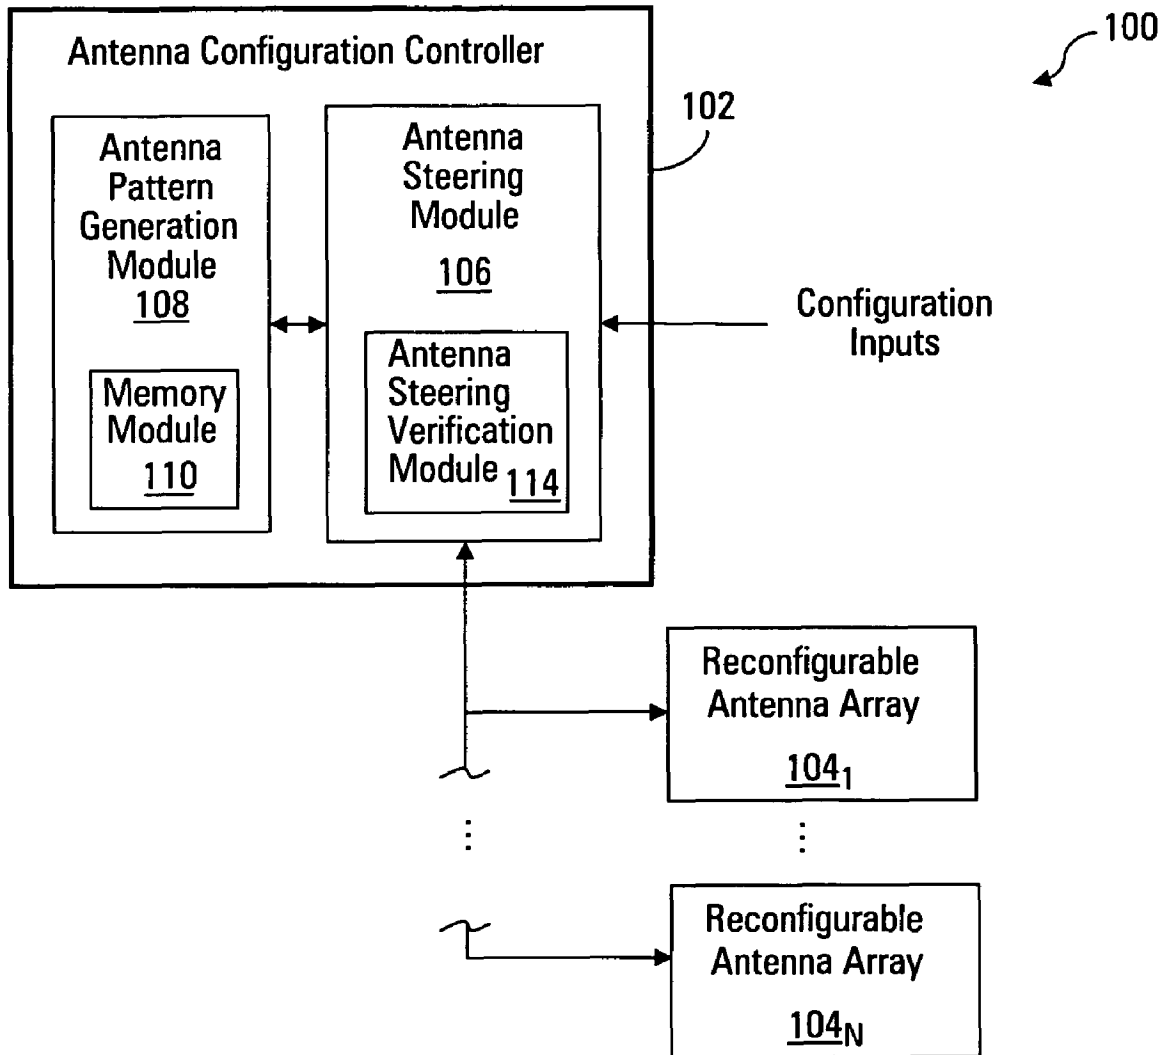 100
Antenna Configuration Controller
102
Antenna
Pattern
Generation
Module
108
Memory
Module
110
Antenna
Steering
Module
106
Antenna
Steering
Verification
Module 114
Configuration
Inputs
Reconfigurable
Antenna Array
104₁
Reconfigurable
Antenna Array
104_N